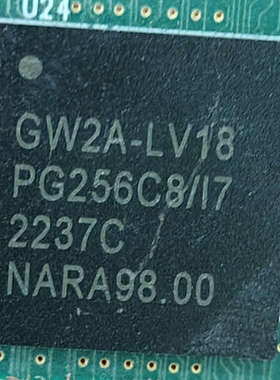 U24
GW2A-LV18
PG256C8/I7
2237C
NARA98.00